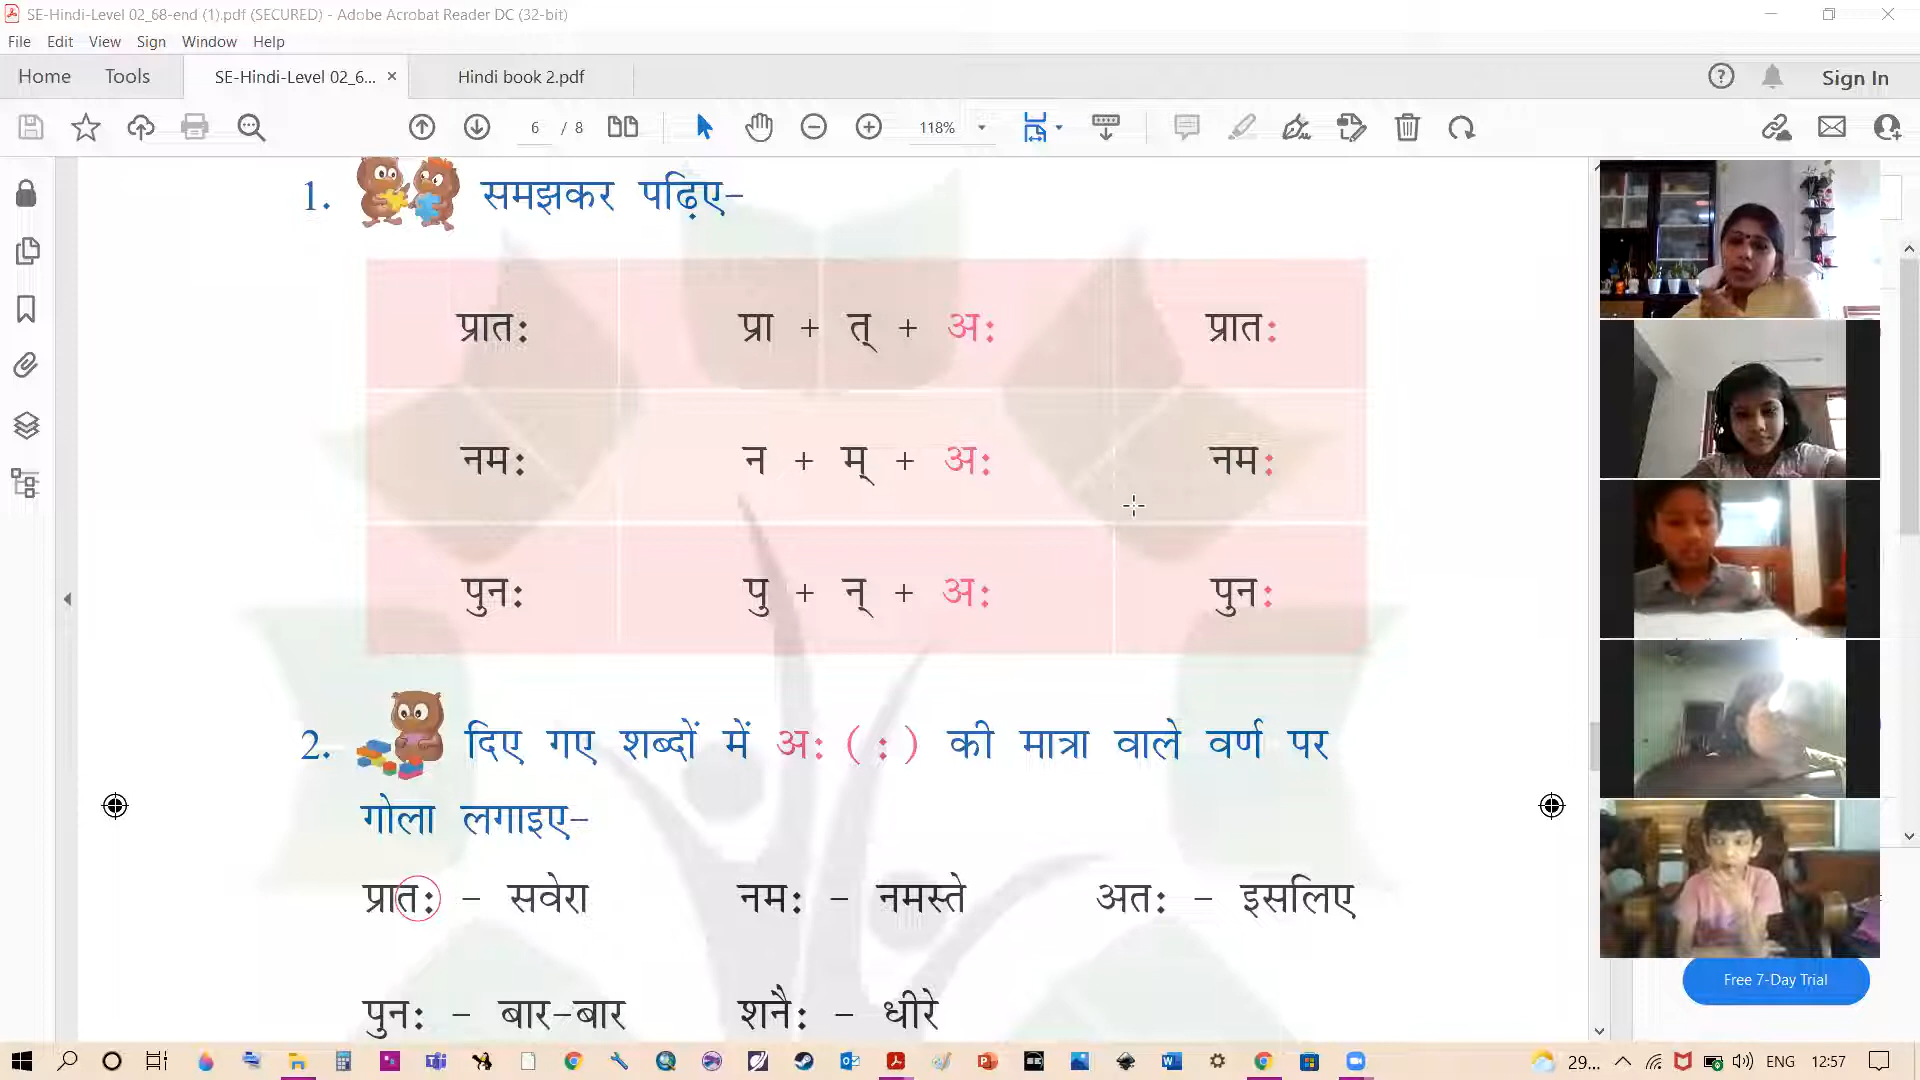 SE-Hindi-Level 02_68-end (1).pdf (SECURED) - Adobe Acrobat Reader DC (32-bit)
File Edit View Sign Window Help
Home Tools SE-Hindi-Level 02_6... × Hindi book 2.pdf Sign In
6 / 8 118%
1. समझकर पढ़िए-
प्रातः प्रा + त् + अः प्रातः
नमः न + म् + अः नमः
पुनः पु + न् + अः पुनः
2. दिए गए शब्दों में अः ( : ) की मात्रा वाले वर्ण पर
गोला लगाइए-
प्रातः - सवेरा नमः - नमस्ते अतः - इसलिए
पुनः - बार-बार शनैः - धीरे
Free 7-Day Trial
29... ENG 12:57